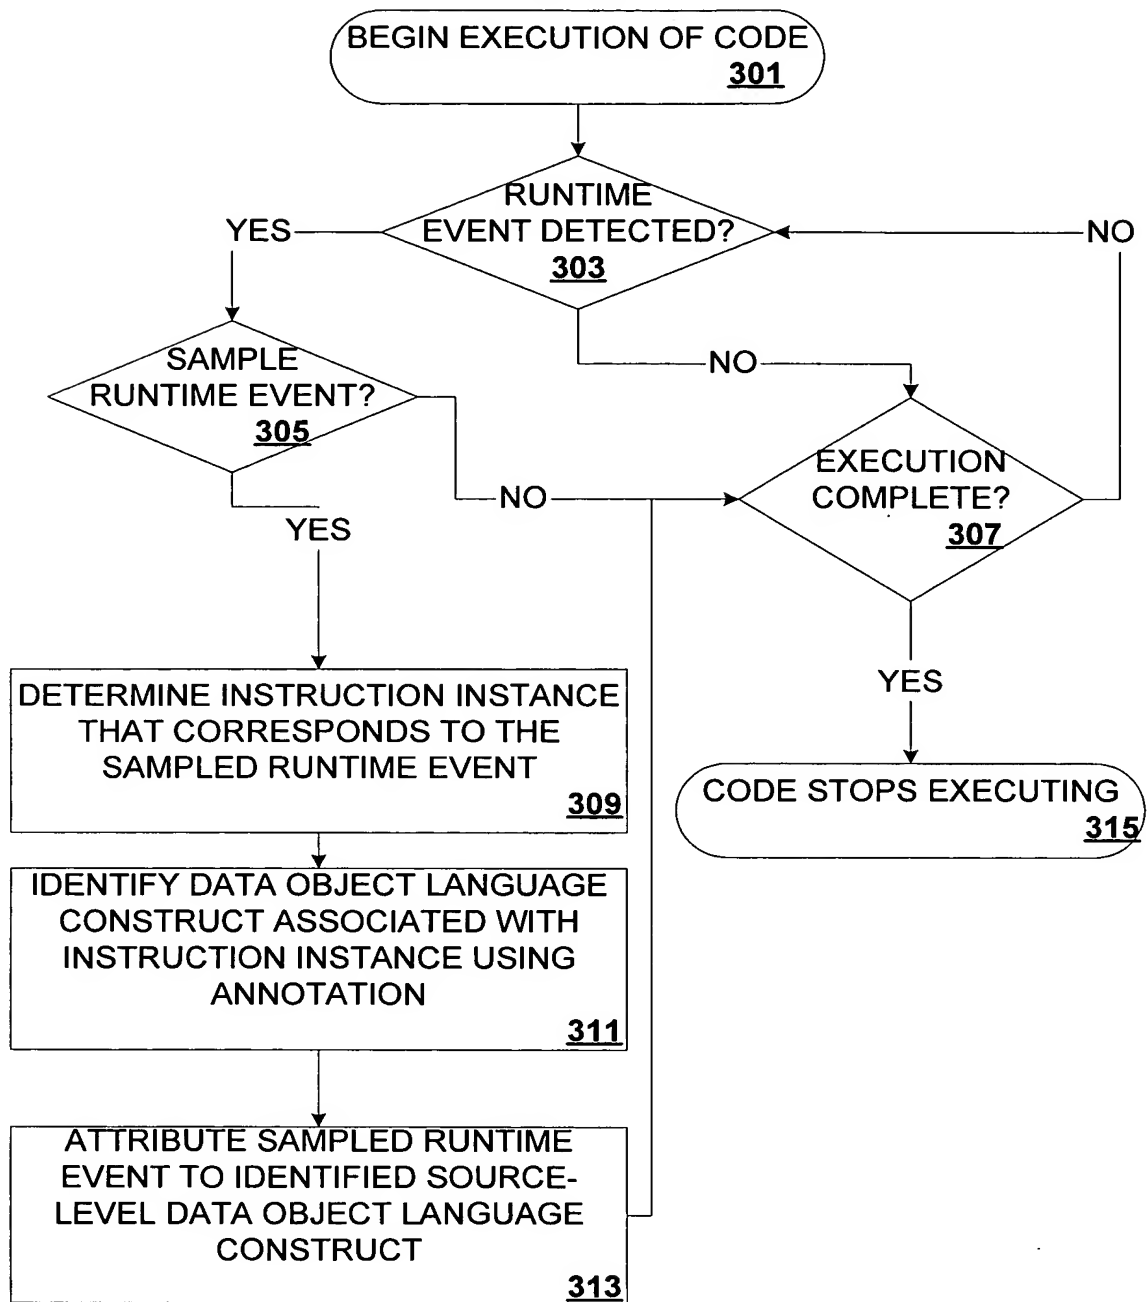 BEGIN EXECUTION OF CODE
301
RUNTIME
EVENT DETECTED?
303
YES
NO
SAMPLE
RUNTIME EVENT?
305
NO
EXECUTION
COMPLETE?
307
NO
YES
YES
DETERMINE INSTRUCTION INSTANCE
THAT CORRESPONDS TO THE
SAMPLED RUNTIME EVENT
309
CODE STOPS EXECUTING
315
IDENTIFY DATA OBJECT LANGUAGE
CONSTRUCT ASSOCIATED WITH
INSTRUCTION INSTANCE USING
ANNOTATION
311
ATTRIBUTE SAMPLED RUNTIME
EVENT TO IDENTIFIED SOURCE-
LEVEL DATA OBJECT LANGUAGE
CONSTRUCT
313